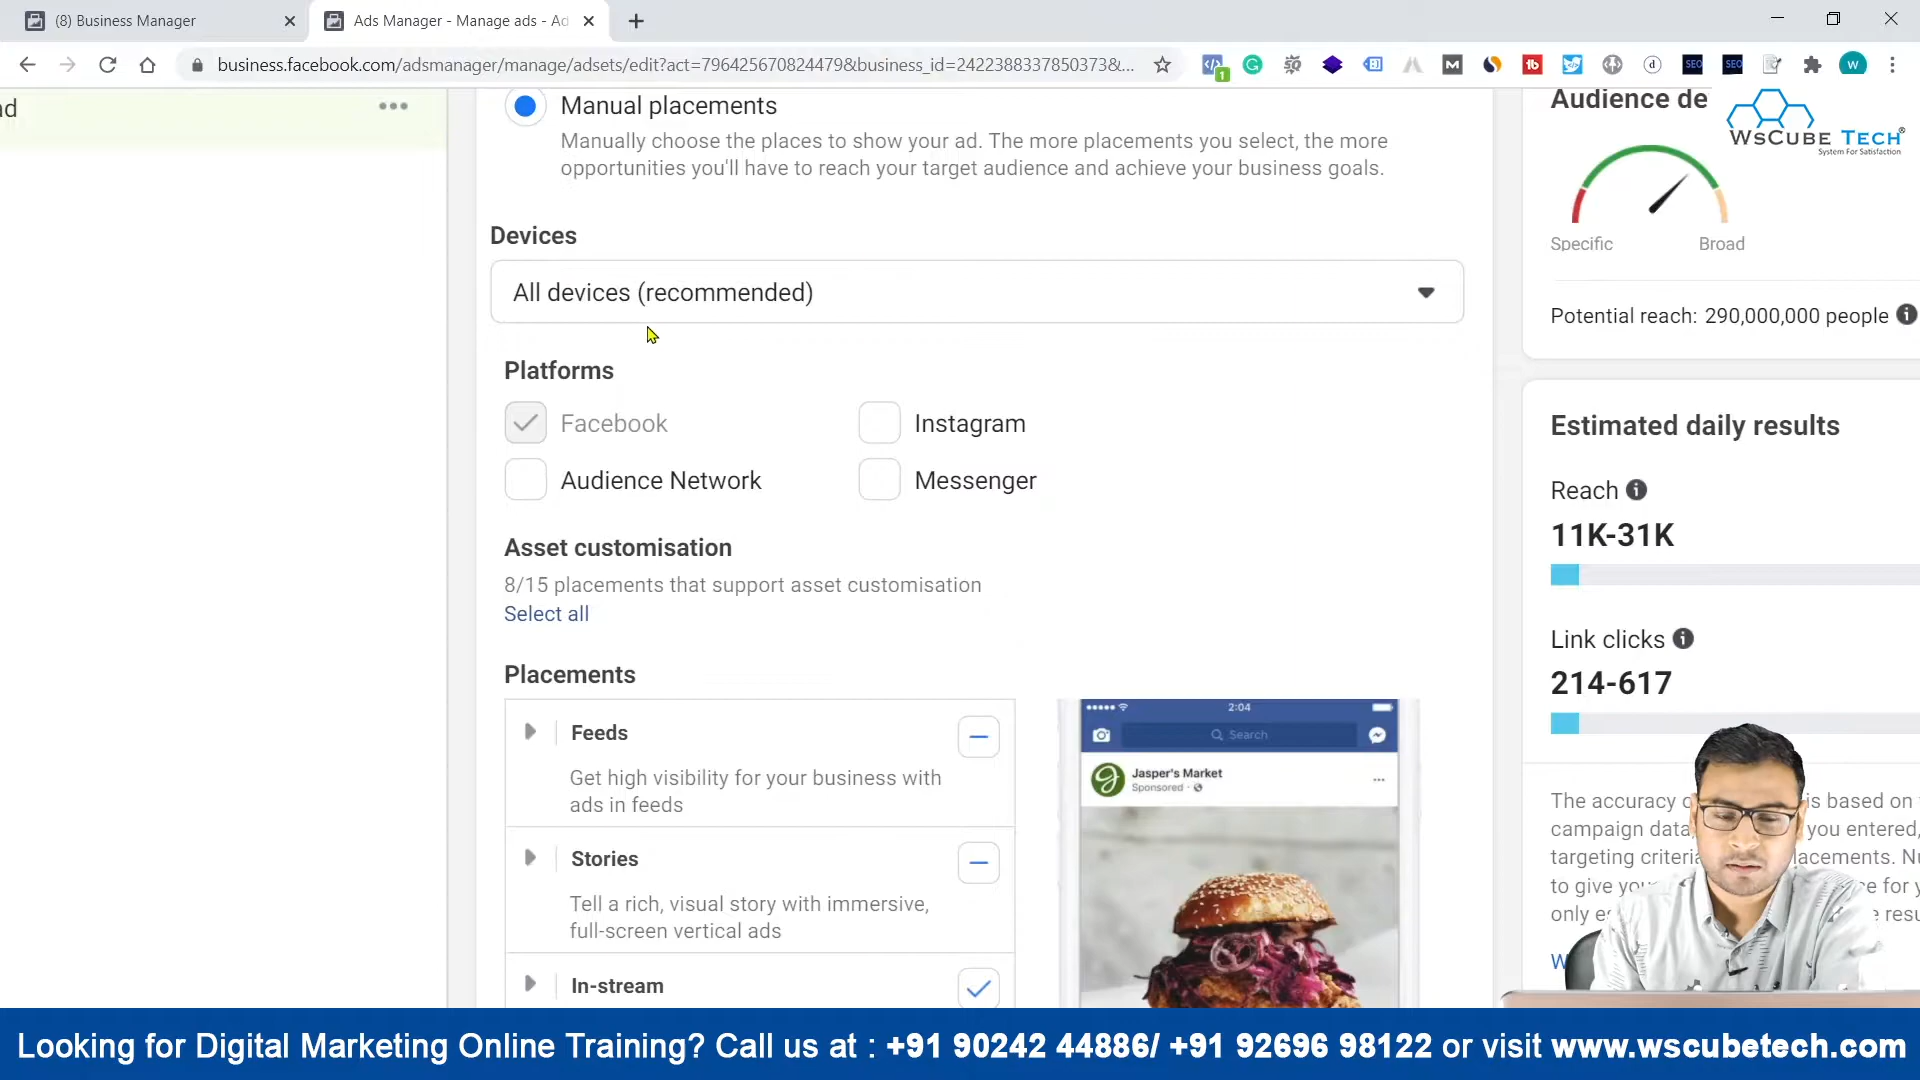 (8) Business Manager
Ads Manager - Manage ads - Ad
business.facebook.com/adsmanager/manage/adsets/edit?act=796425670824479&business_id=242238833785037​3&...
ad
Manual placements
Manually choose the places to show your ad. The more placements you select, the more
opportunities you'll have to reach your target audience and achieve your business goals.
Devices
All devices (recommended)
Platforms
Facebook
Instagram
Audience Network
Messenger
Asset customisation
8/15 placements that support asset customisation
Select all
Placements
Feeds
Get high visibility for your business with
ads in feeds
Stories
Tell a rich, visual story with immersive,
full-screen vertical ads
In-stream
2:04
Search
Jasper's Market
Sponsored
Audience de
WsCube Tech®
System For Satisfaction
Specific
Broad
Potential reach: 290,000,000 people
Estimated daily results
Reach
11K-31K
Link clicks
214-617
The accuracy is based on
campaign data, you entered,
targeting criteria lacements.
to give you
only es
Looking for Digital Marketing Online Training? Call us at : +91 90242 44886/ +91 92696 98122 or visit www.wscubetech.com